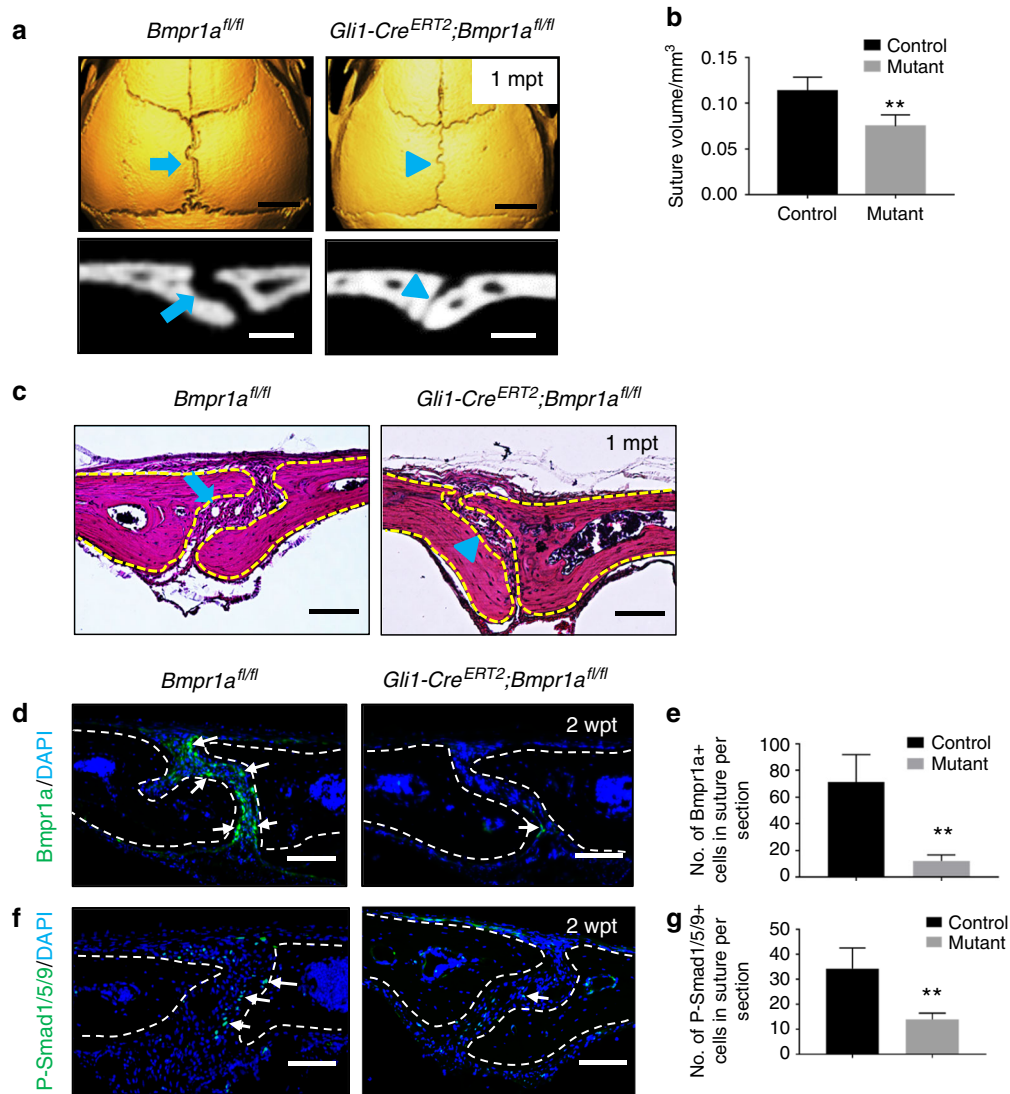 a
Bmpr1a^fl/fl
Gli1-Cre^ERT2;Bmpr1a^fl/fl
1 mpt
b
Control
Mutant
Suture volume/mm³
0.15
0.10
0.05
0.00
**
Control
Mutant
c
Bmpr1a^fl/fl
Gli1-Cre^ERT2;Bmpr1a^fl/fl
1 mpt
Bmpr1a^fl/fl
Gli1-Cre^ERT2;Bmpr1a^fl/fl
d
Bmpr1a/DAPI
2 wpt
e
Control
Mutant
No. of Bmpr1a+
cells in suture per
section
100
80
60
40
20
0
**
f
P-Smad1/5/9/DAPI
2 wpt
g
Control
Mutant
No. of P-Smad1/5/9+
cells in suture per
section
50
40
30
20
10
0
**